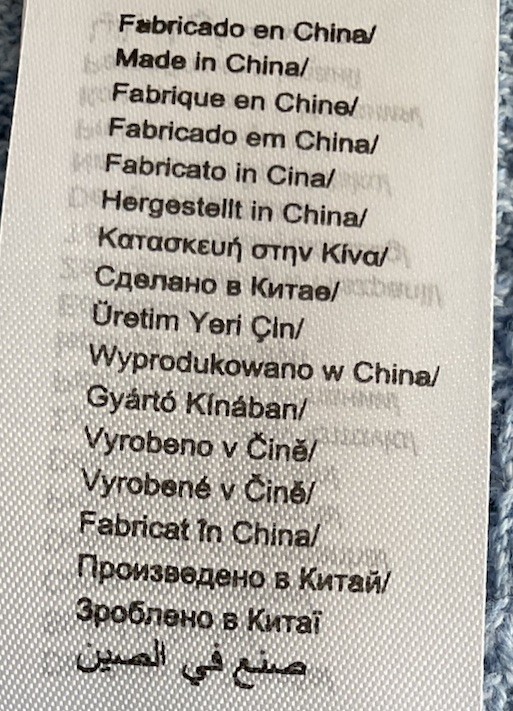 Fabricado en China/
Made in China/
Fabrique en Chine/
Fabricado em China/
Fabricato in Cina/
Hergestellt in China/
Κατασκευή στην Κίνα/
Сделано в Китае/
Üretim Yeri Çin/
Wyprodukowano w China/
Gyártó Kínában/
Vyrobeno v Čině/
Vyrobené v Čině/
Fabricat în China/
Произведено в Китай/
Зроблено в Китаї
صنع في الصين